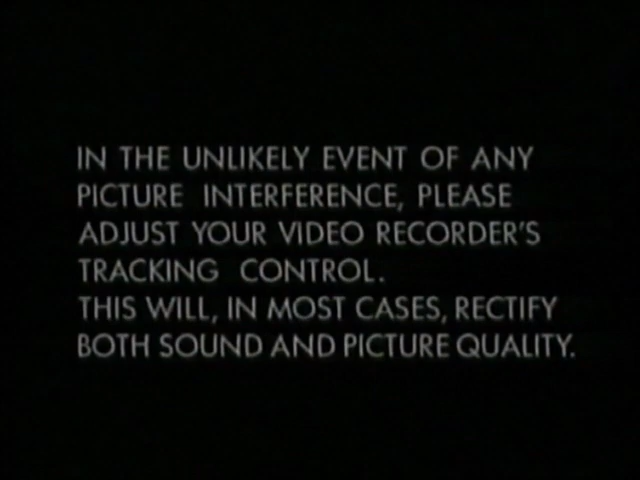 IN THE UNLIKELY EVENT OF ANY
PICTURE INTERFERENCE, PLEASE
ADJUST YOUR VIDEO RECORDER'S
TRACKING CONTROL.
THIS WILL, IN MOST CASES, RECTIFY
BOTH SOUND AND PICTURE QUALITY.